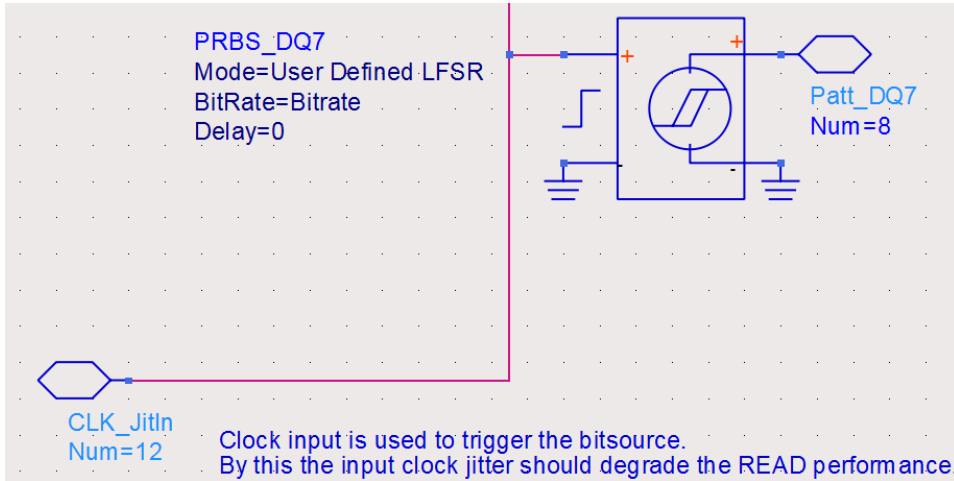 PRBS_DQ7
Mode=User Defined LFSR
BitRate=Bitrate
Delay=0
+
+
-
-
Patt_DQ7
Num=8
CLK_JitIn
Num=12
Clock input is used to trigger the bitsource.
By this the input clock jitter should degrade the READ performance.